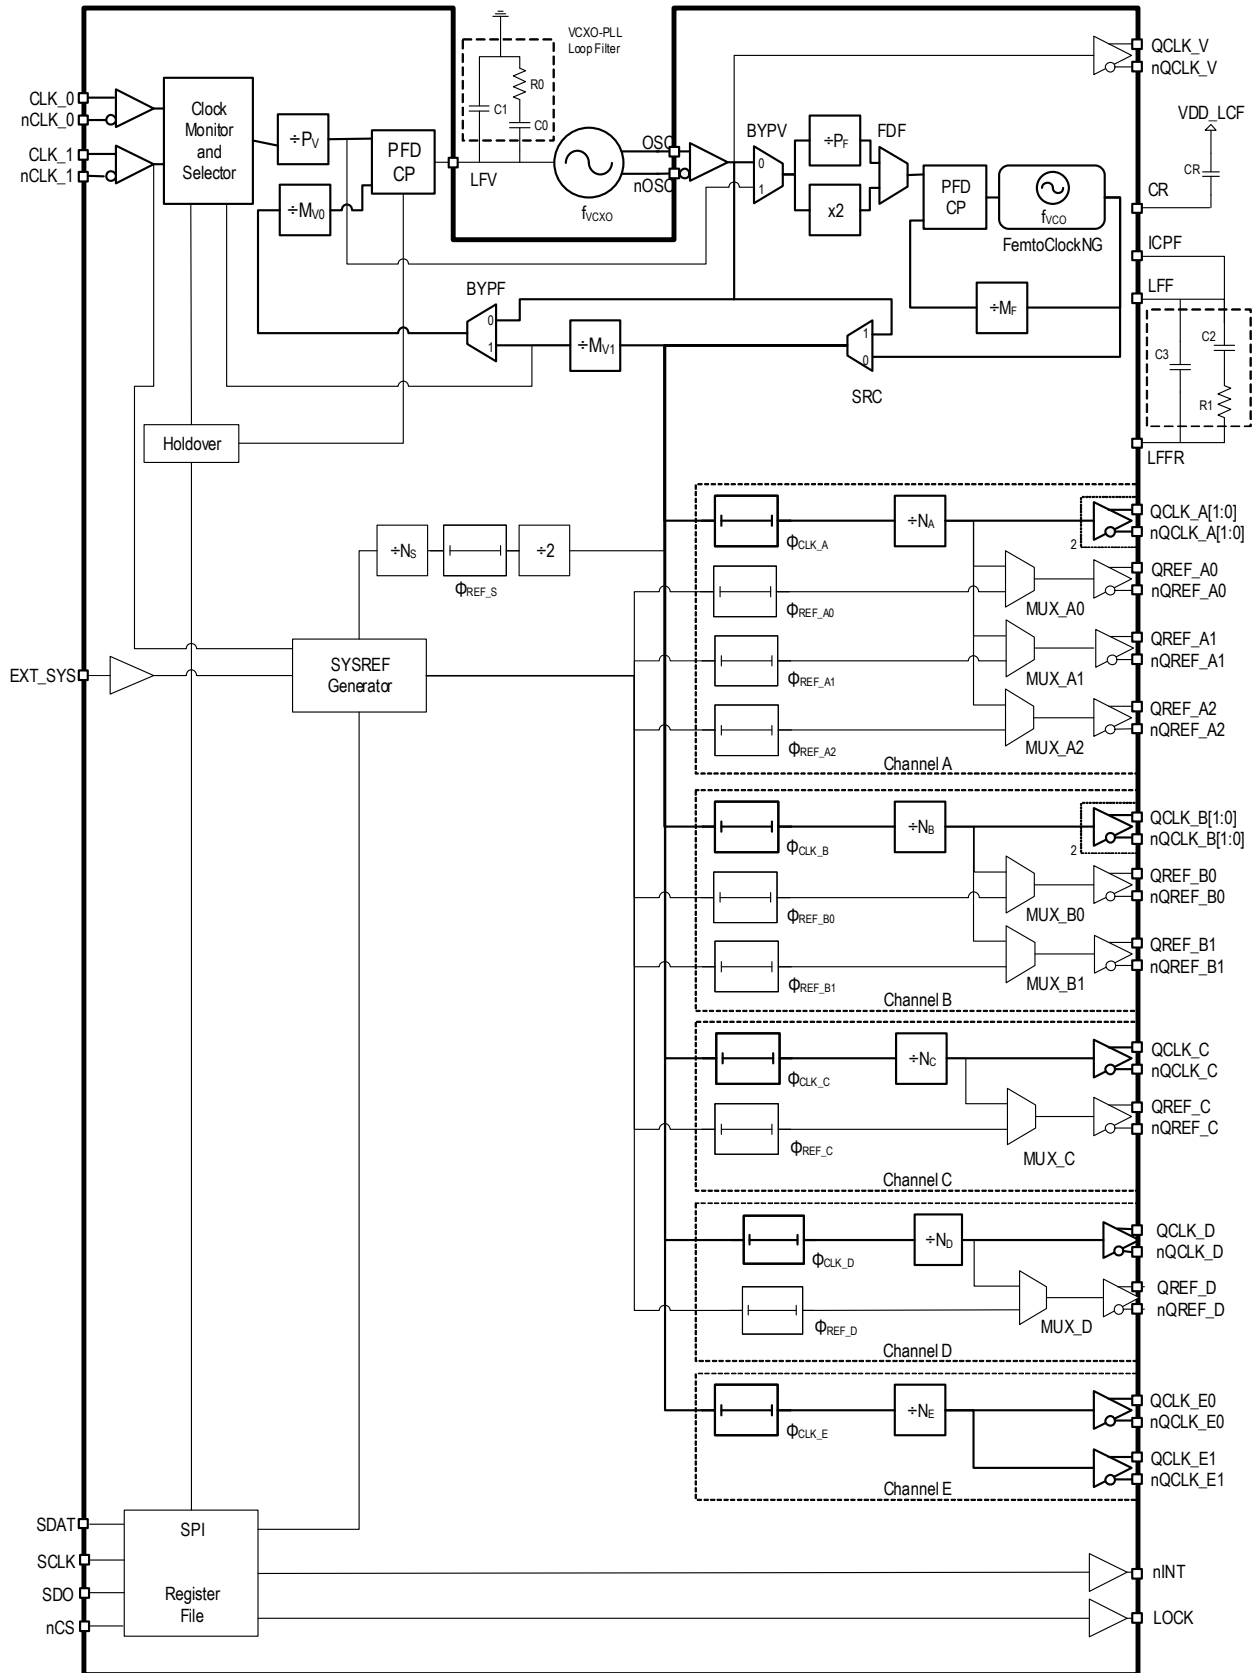 VCXO-PLL
Loop Filter
R0
C1
C0
QCLK_V
nQCLK_V
CLK_0
nCLK_0
CLK_1
nCLK_1
Clock
Monitor
and
Selector
÷PV
÷MV0
PFD
CP
LFV
fVCXO
OSC
nOSC
BYPV
0
1
÷PF
x2
FDF
PFD
CP
fVCO
FemtoClockNG
VDD_LCF
CR
CR
ICPF
LFF
C3
C2
R1
LFFR
÷MF
BYPF
0
1
÷MV1
1
0
SRC
Holdover
÷NS
ΦREF_S
÷2
EXT_SYS
SYSREF
Generator
ΦCLK_A
÷NA
2
QCLK_A[1:0]
nQCLK_A[1:0]
ΦREF_A0
MUX_A0
QREF_A0
nQREF_A0
ΦREF_A1
MUX_A1
QREF_A1
nQREF_A1
ΦREF_A2
MUX_A2
QREF_A2
nQREF_A2
Channel A
ΦCLK_B
÷NB
2
QCLK_B[1:0]
nQCLK_B[1:0]
ΦREF_B0
MUX_B0
QREF_B0
nQREF_B0
ΦREF_B1
MUX_B1
QREF_B1
nQREF_B1
Channel B
ΦCLK_C
÷NC
QCLK_C
nQCLK_C
ΦREF_C
MUX_C
QREF_C
nQREF_C
Channel C
ΦCLK_D
÷ND
QCLK_D
nQCLK_D
ΦREF_D
MUX_D
QREF_D
nQREF_D
Channel D
ΦCLK_E
÷NE
QCLK_E0
nQCLK_E0
QCLK_E1
nQCLK_E1
Channel E
SDAT
SCLK
SDO
nCS
SPI
Register
File
nINT
LOCK